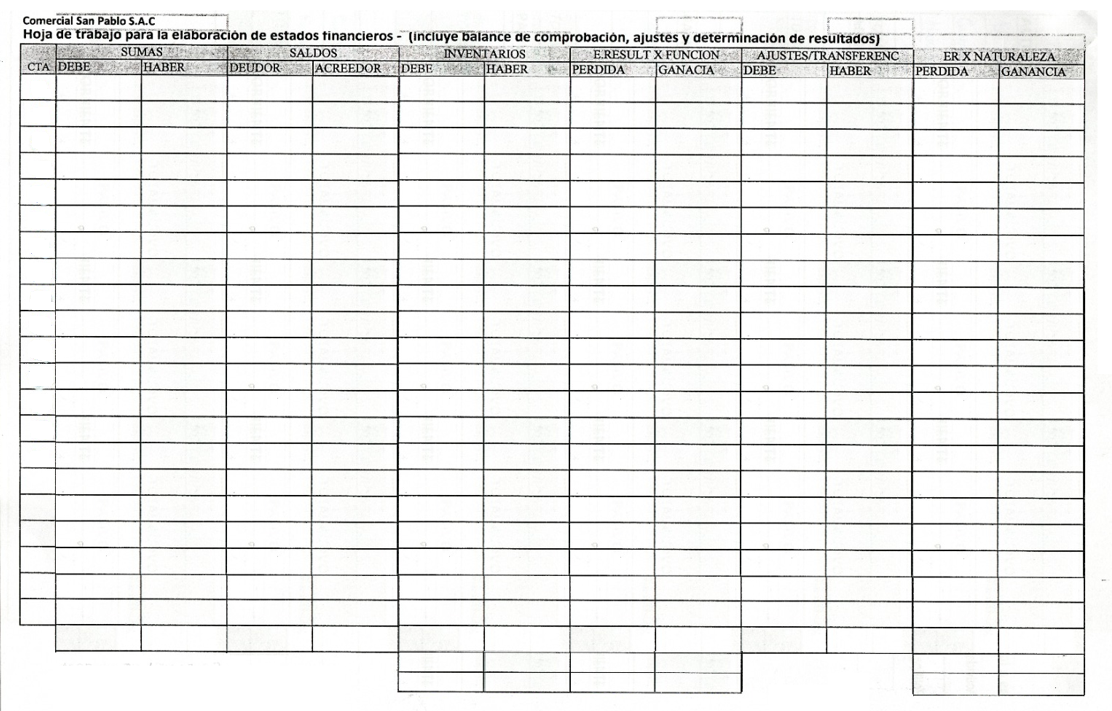 Comercial San Pablo S.A.C
Hoja de trabajo para la elaboración de estados financieros - (incluye balance de comprobación, ajustes y determinación de resultados)
SUMAS SALDOS INVENTARIOS E.RESULT X FUNCION AJUSTES/TRANSFERENC ER X NATURALEZA
CTA DEBE HABER DEUDOR ACREEDOR DEBE HABER PERDIDA GANACIA DEBE HABER PERDIDA GANANCIA